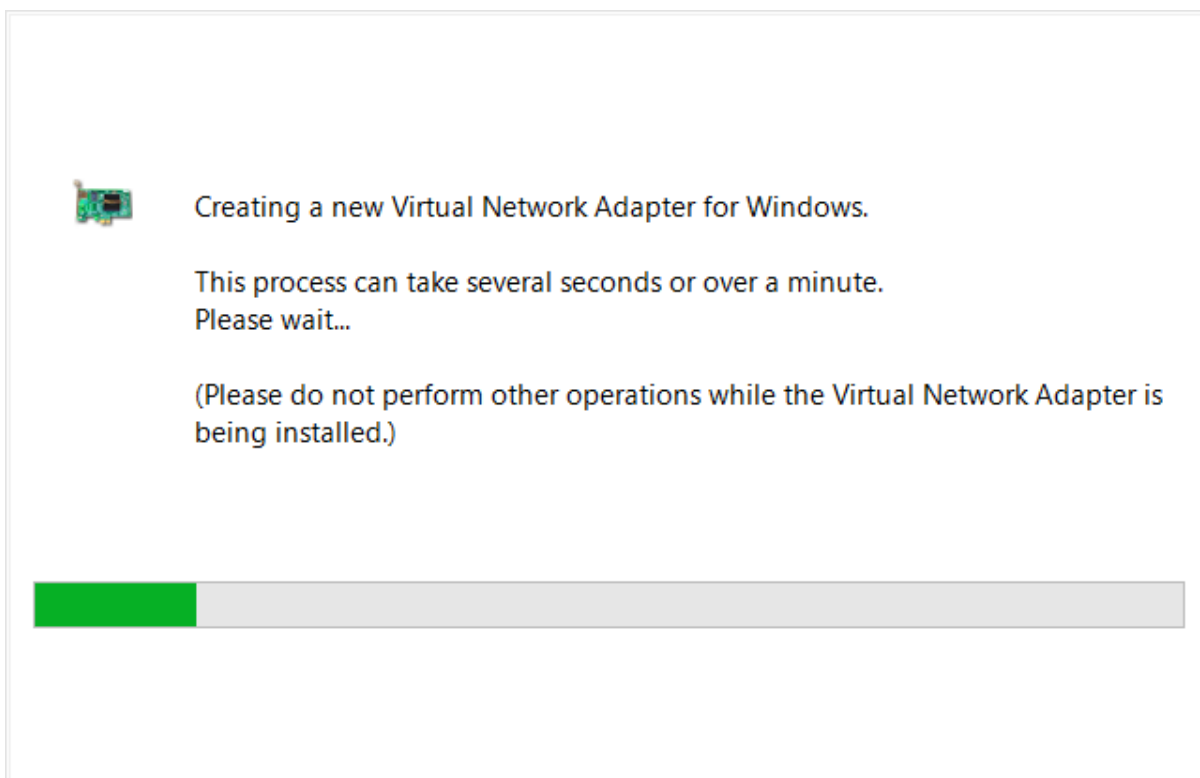 Creating a new Virtual Network Adapter for Windows.
This process can take several seconds or over a minute.
Please wait...
(Please do not perform other operations while the Virtual Network Adapter is
being installed.)